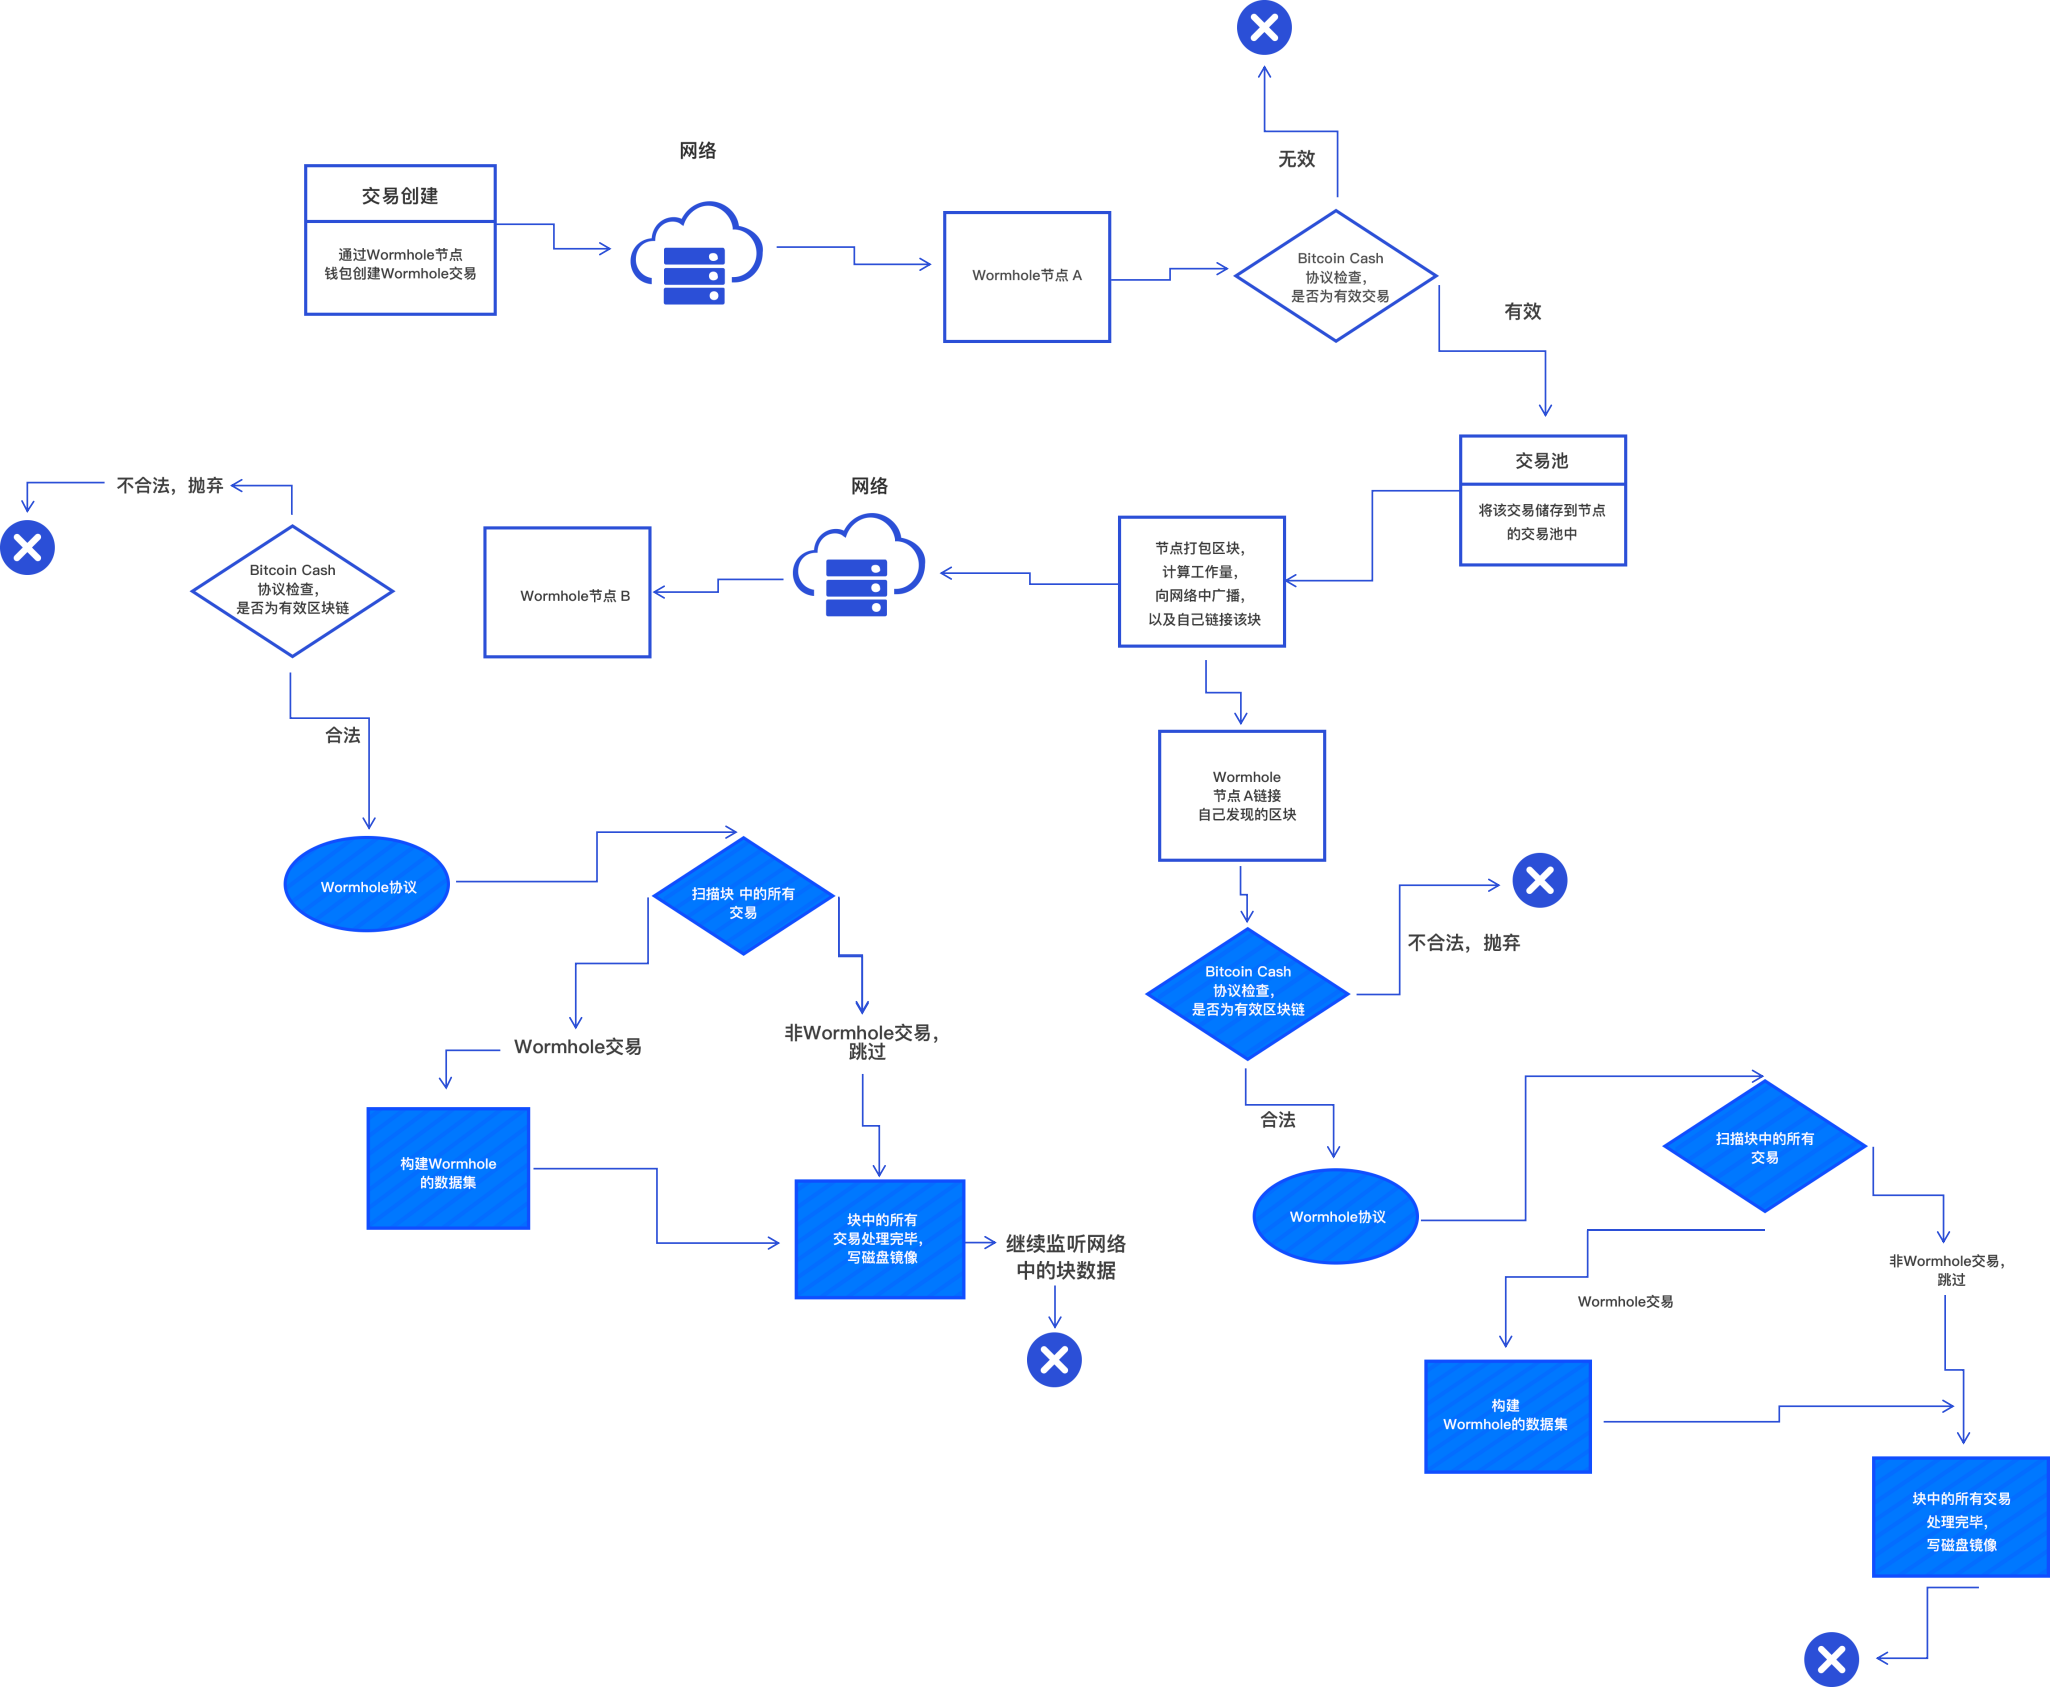 网络
无效
交易创建
通过Wormhole节点
钱包创建Wormhole交易
Wormhole节点 A
Bitcoin Cash
协议检查，
是否为有效交易
有效
交易池
将该交易储存到节点
的交易池中
节点打包区块，
计算工作量，
向网络中广播，
以及自己链接该块
网络
Wormhole节点 B
不合法，抛弃
Bitcoin Cash
协议检查，
是否为有效区块链
合法
Wormhole协议
扫描块 中的所有
交易
Wormhole交易
非Wormhole交易，
跳过
构建Wormhole
的数据集
块中的所有
交易处理完毕，
写磁盘镜像
继续监听网络
中的块数据
Wormhole
节点 A链接
自己发现的区块
不合法，抛弃
Bitcoin Cash
协议检查，
是否为有效区块链
合法
Wormhole协议
扫描块中的所有
交易
非Wormhole交易，
跳过
Wormhole交易
构建
Wormhole的数据集
块中的所有交易
处理完毕，
写磁盘镜像